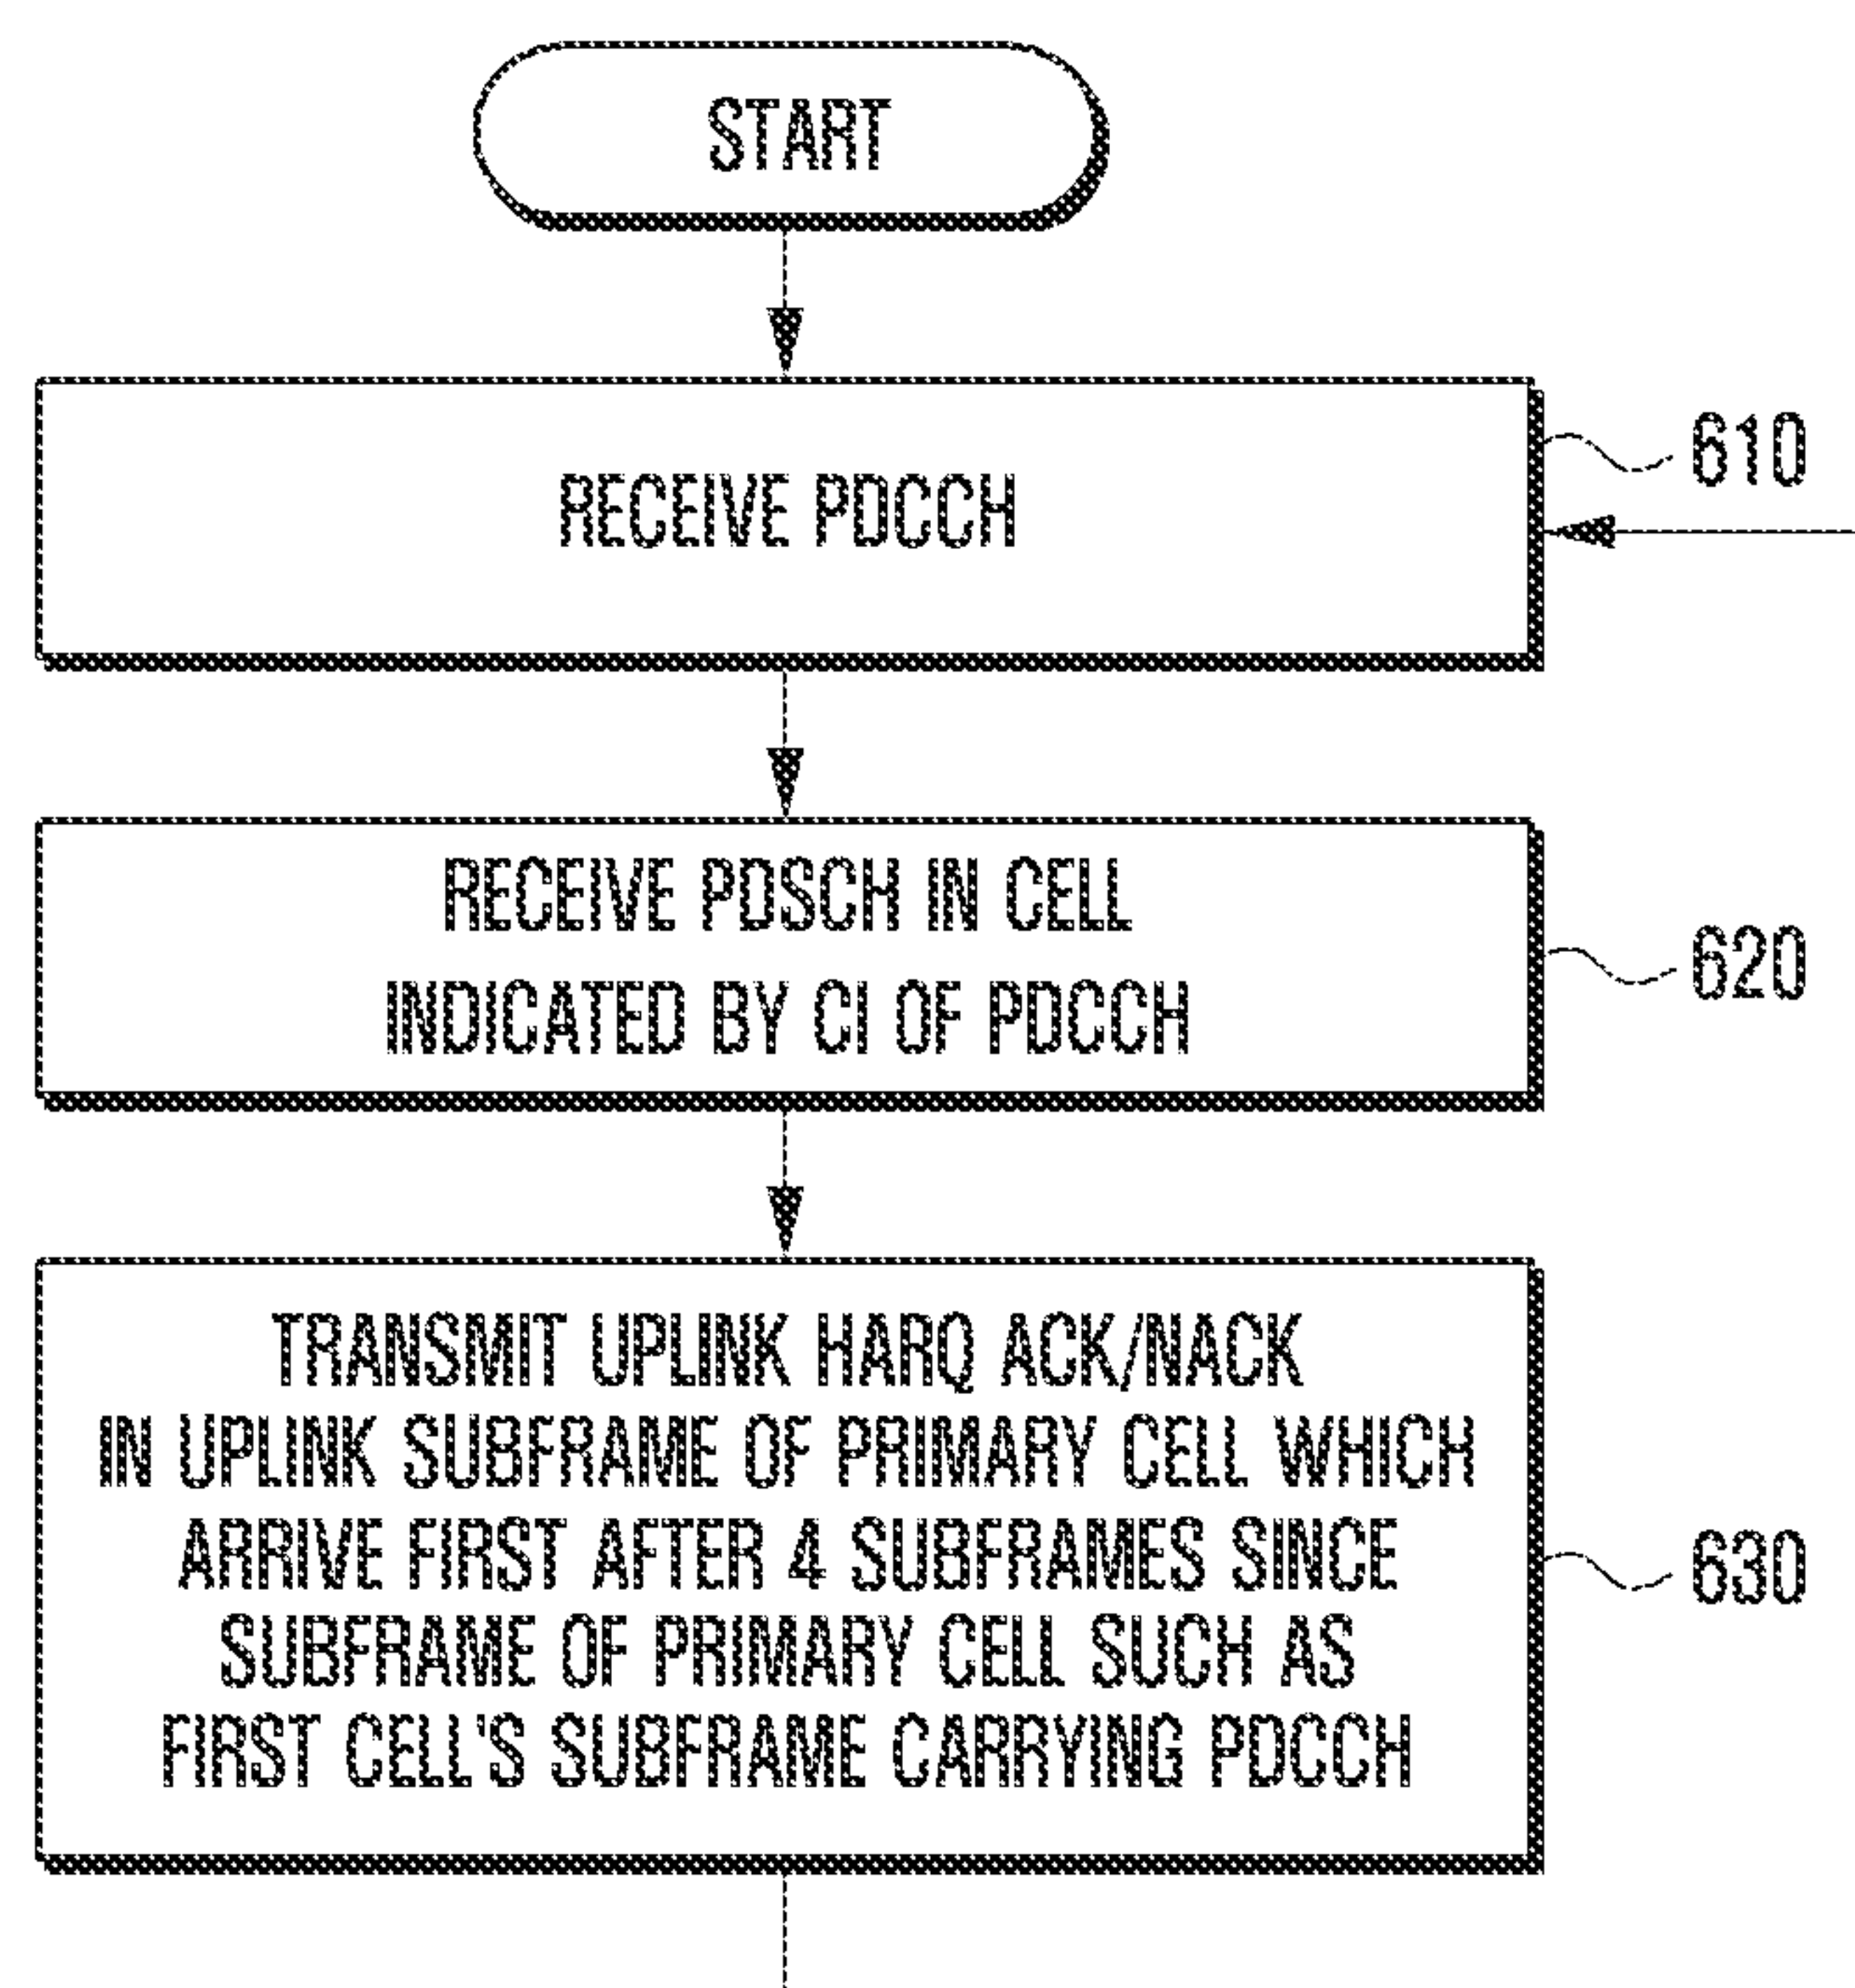 START
RECEIVE PDCCH
610
RECEIVE PDSCH IN CELL
INDICATED BY CI OF PDCCH
620
TRANSMIT UPLINK HARQ ACK/NACK
IN UPLINK SUBFRAME OF PRIMARY CELL WHICH
ARRIVE FIRST AFTER 4 SUBFRAMES SINCE
SUBFRAME OF PRIMARY CELL SUCH AS
FIRST CELL'S SUBFRAME CARRYING PDCCH
630